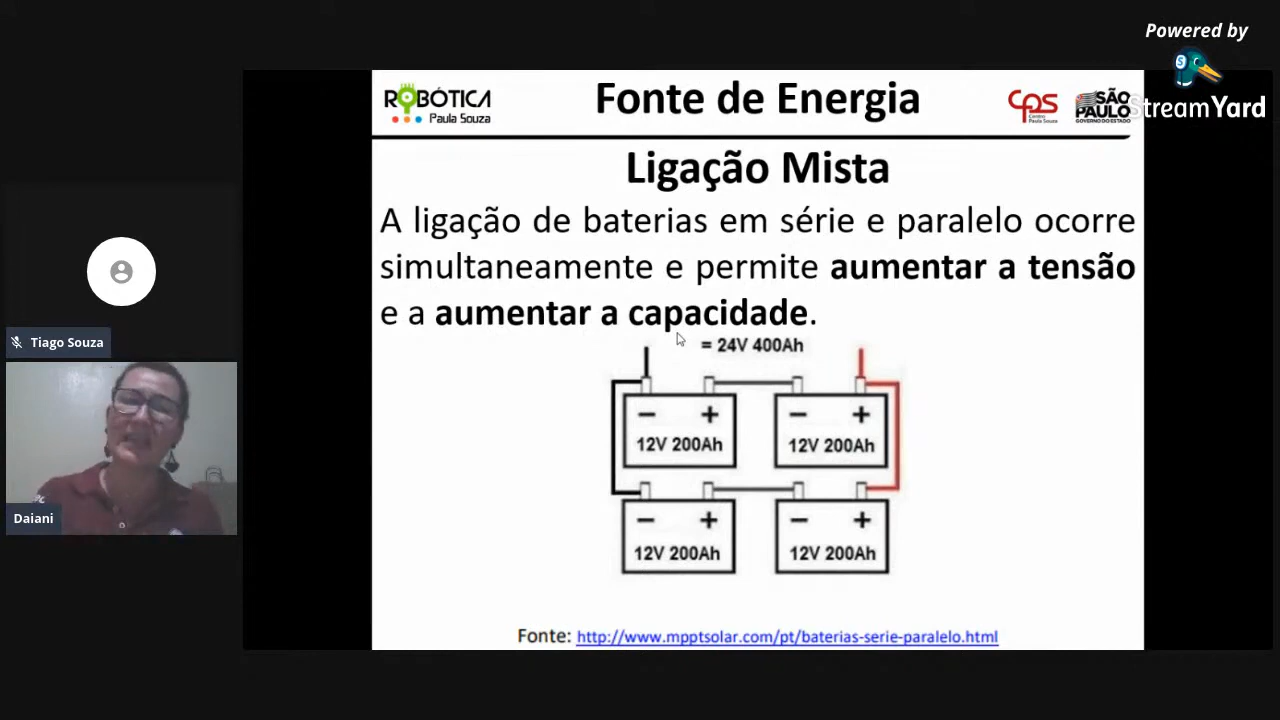 Powered by
StreamYard
ROBÓTICA
Paula Souza
Fonte de Energia
cps
Centro
Paula Souza
SÃO
PAULO
GOVERNO DO ESTADO
Ligação Mista
A ligação de baterias em série e paralelo ocorre
simultaneamente e permite aumentar a tensão
e a aumentar a capacidade.
= 24V 400Ah
- + - +
12V 200Ah 12V 200Ah
- + - +
12V 200Ah 12V 200Ah
Fonte: http://www.mpptsolar.com/pt/baterias-serie-paralelo.html
Tiago Souza
Daiani